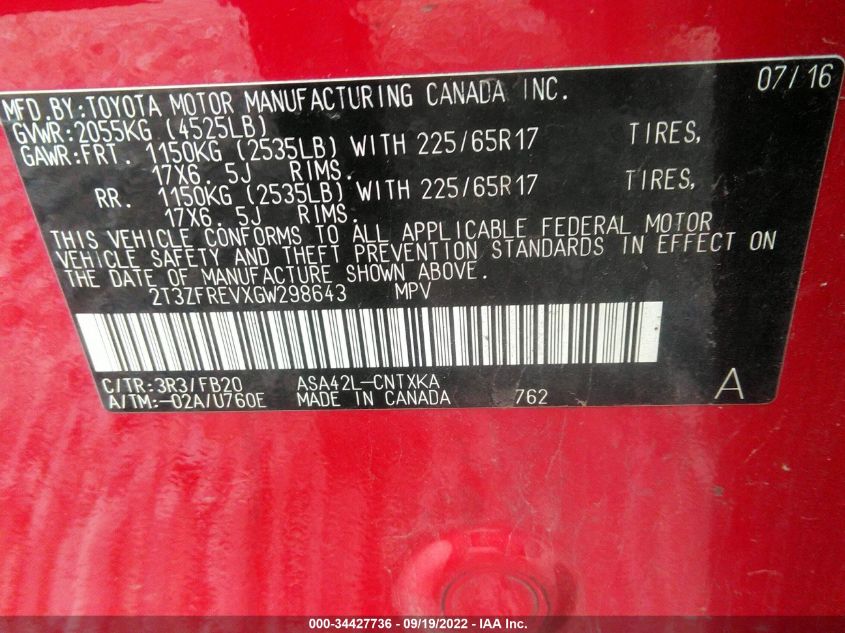 MFD.BY:TOYOTA MOTOR MANUFACTURING CANADA INC. 07/16
GVWR:2055KG (4525LB)
GAWR:FRT. 1150KG (2535LB) WITH 225/65R17 TIRES,
17X6. 5J RIMS.
RR. 1150KG (2535LB) WITH 225/65R17 TIRES,
17X6. 5J RIMS.
THIS VEHICLE CONFORMS TO ALL APPLICABLE FEDERAL MOTOR
VEHICLE SAFETY AND THEFT PREVENTION STANDARDS IN EFFECT ON
THE DATE OF MANUFACTURE SHOWN ABOVE.
2T3ZFREVXGW298643 MPV
C/TR:3R3/FB20 ASA42L-CNTXKA A
A/TM:-02A/U760E MADE IN CANADA 762
000-34427736 - 09/19/2022 - IAA Inc.